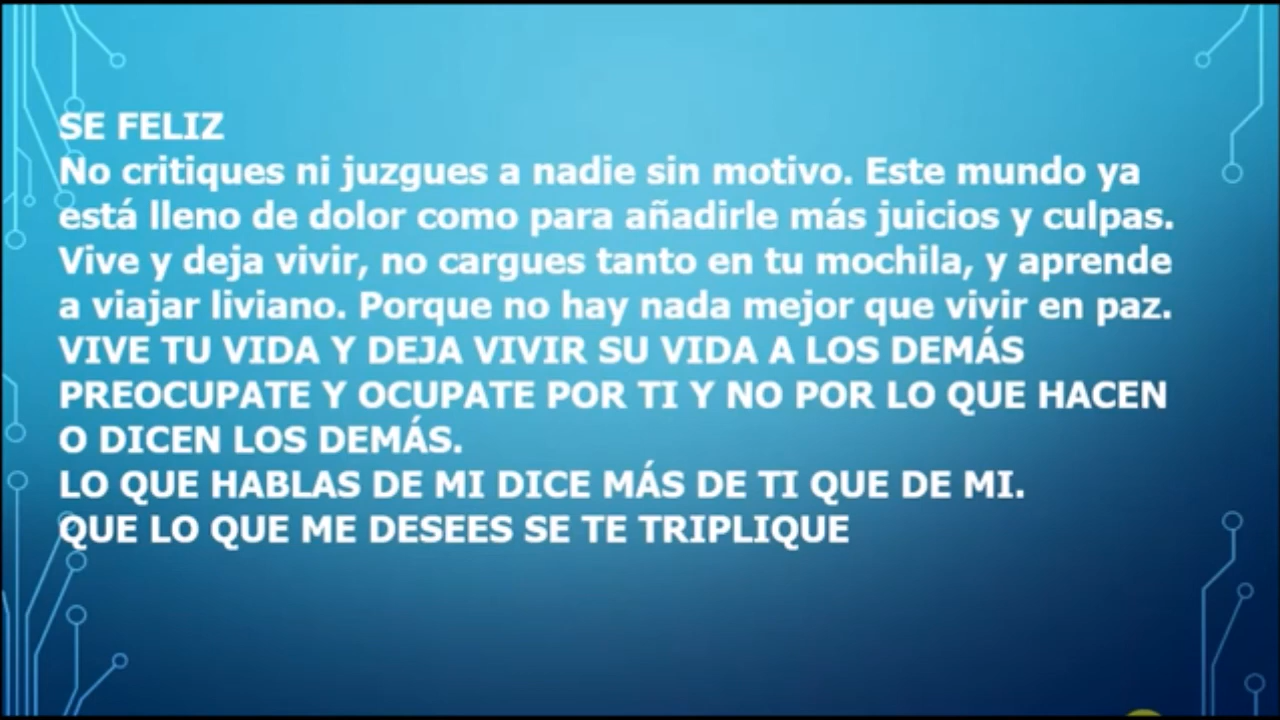 SE FELIZ
No critiques ni juzgues a nadie sin motivo. Este mundo ya
está lleno de dolor como para añadirle más juicios y culpas.
Vive y deja vivir, no cargues tanto en tu mochila, y aprende
a viajar liviano. Porque no hay nada mejor que vivir en paz.
VIVE TU VIDA Y DEJA VIVIR SU VIDA A LOS DEMÁS
PREOCUPATE Y OCUPATE POR TI Y NO POR LO QUE HACEN
O DICEN LOS DEMÁS.
LO QUE HABLAS DE MI DICE MÁS DE TI QUE DE MI.
QUE LO QUE ME DESEES SE TE TRIPLIQUE